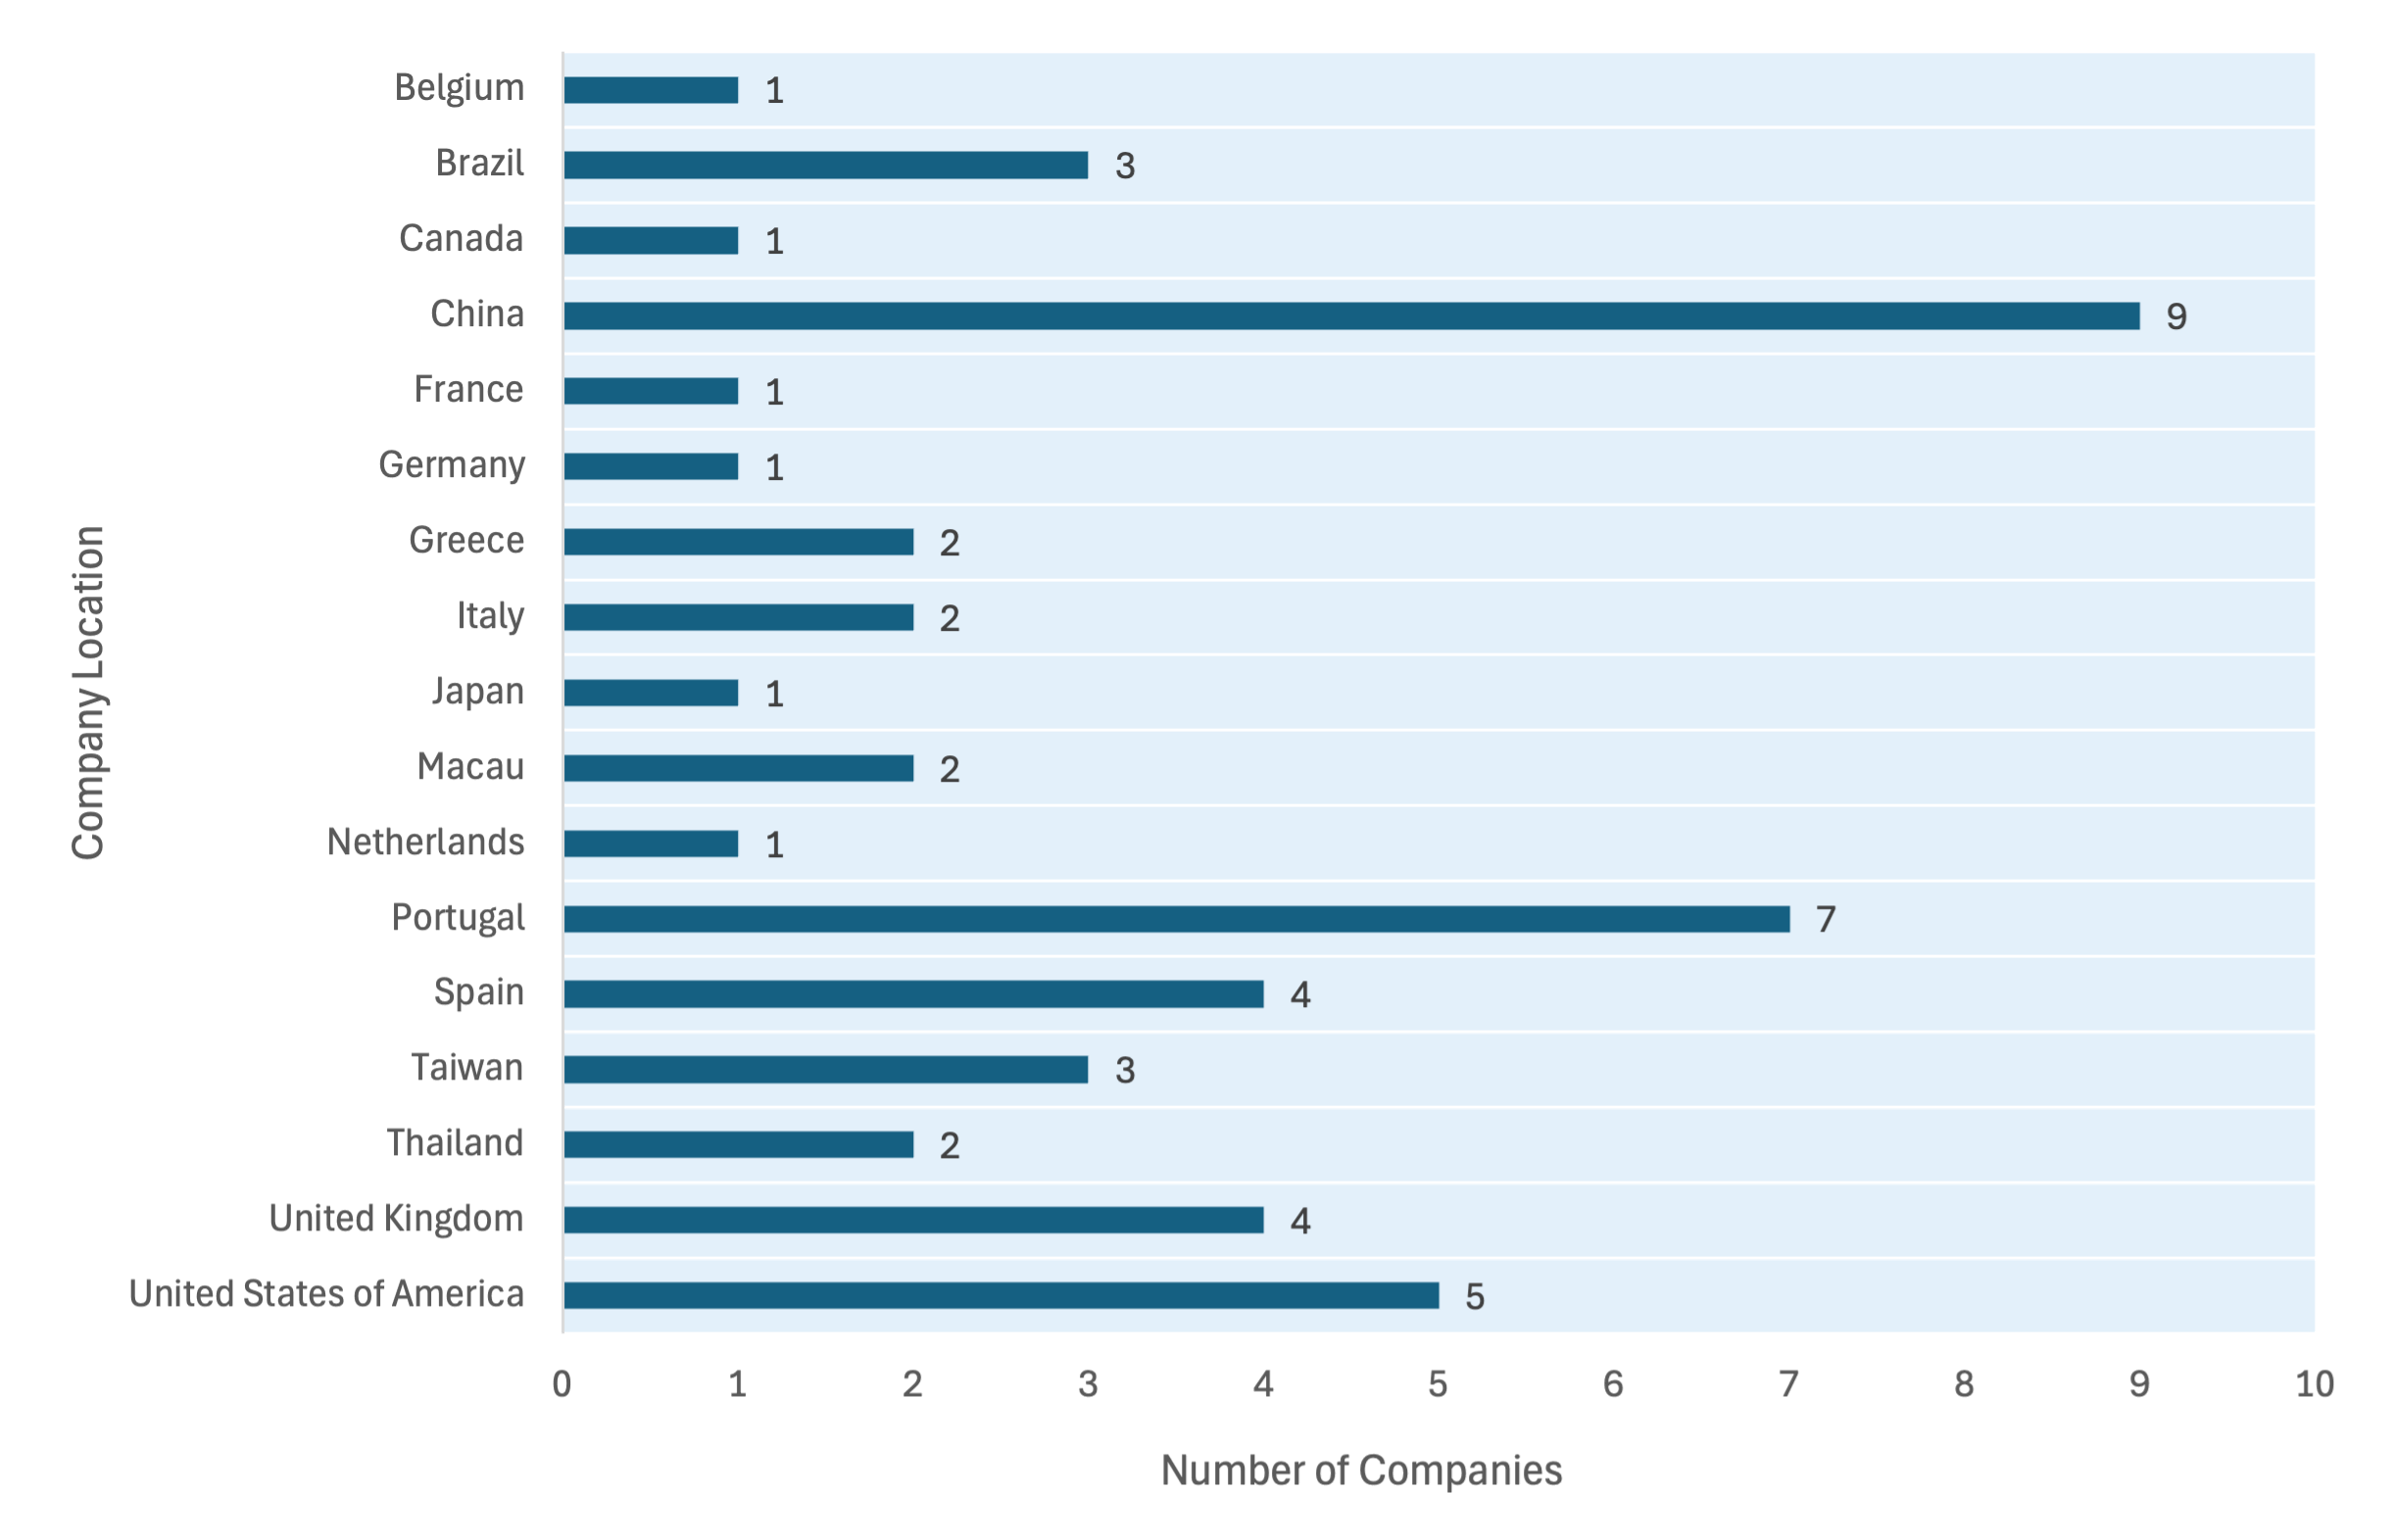 Company Location
Belgium 1
Brazil 3
Canada 1
China 9
France 1
Germany 1
Greece 2
Italy 2
Japan 1
Macau 2
Netherlands 1
Portugal 7
Spain 4
Taiwan 3
Thailand 2
United Kingdom 4
United States of America 5
0 1 2 3 4 5 6 7 8 9 10
Number of Companies